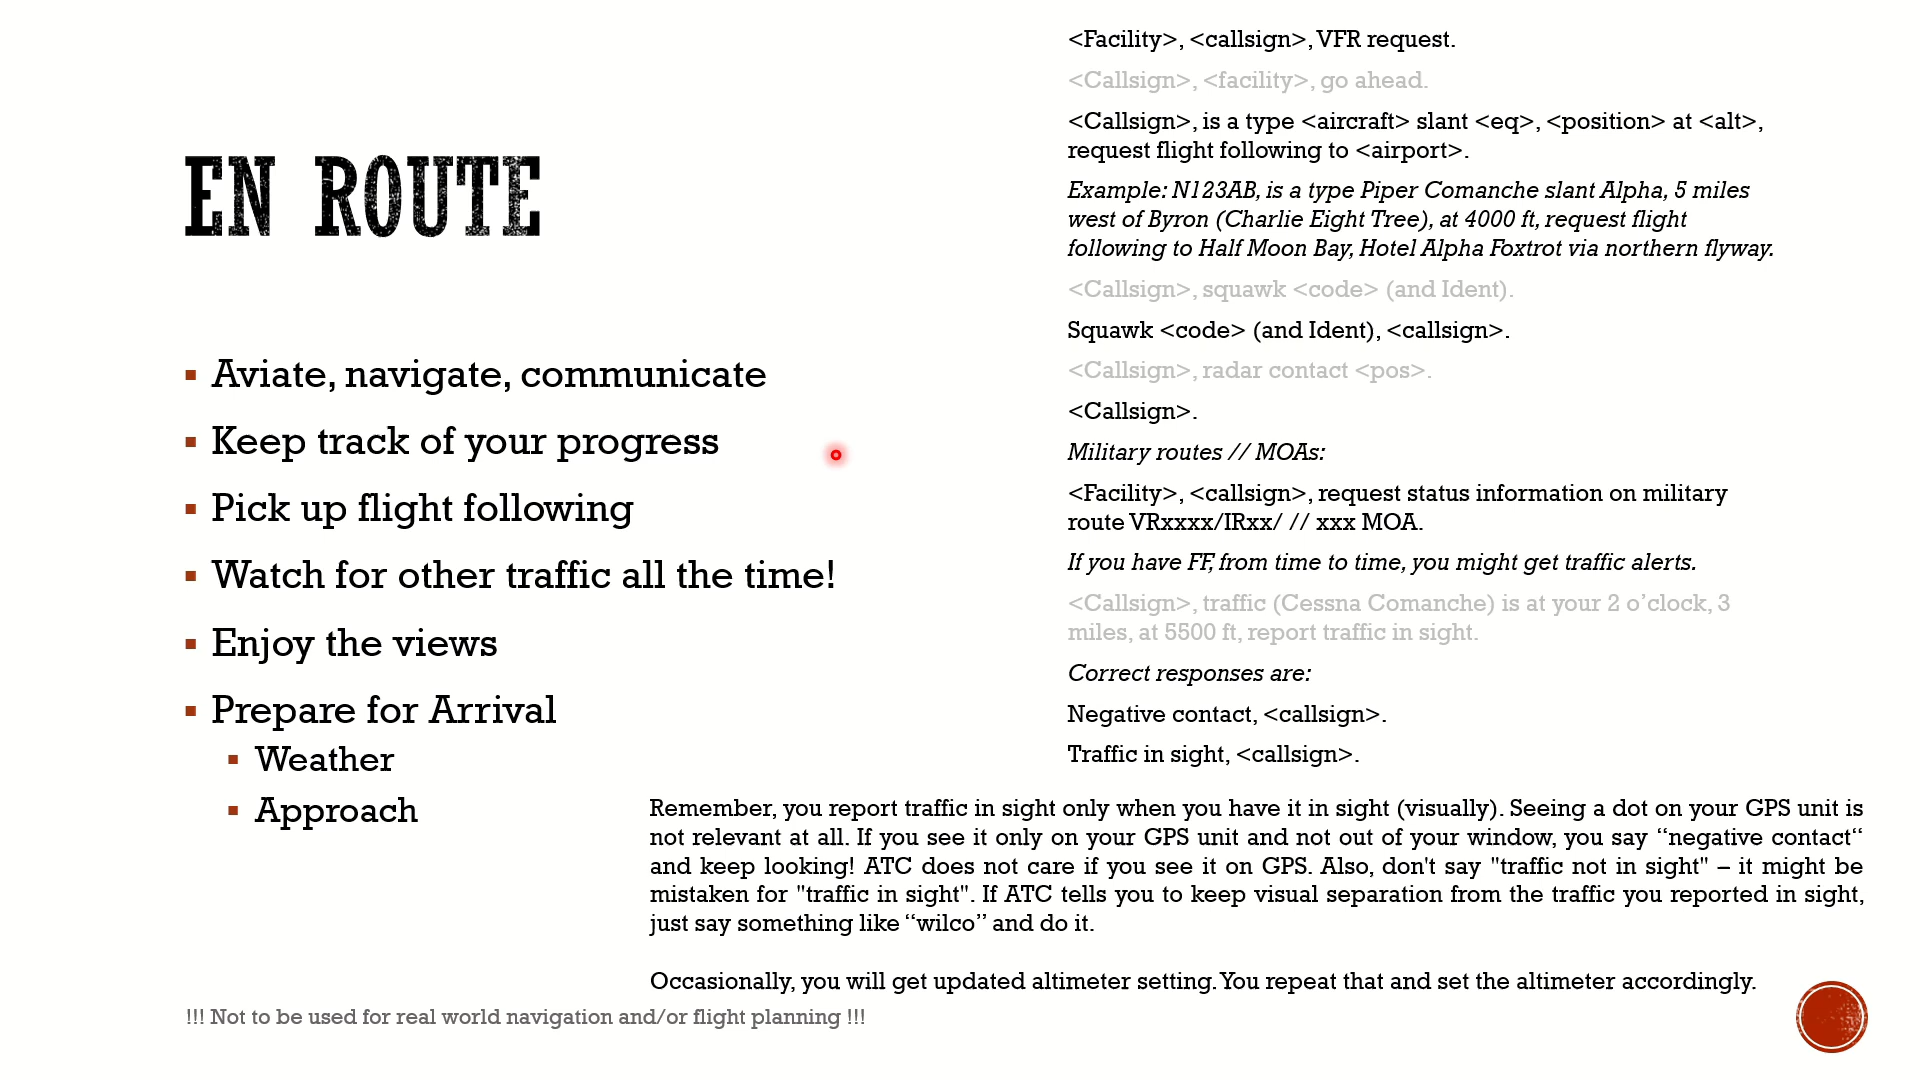 EN ROUTE
▪ Aviate, navigate, communicate
▪ Keep track of your progress
▪ Pick up flight following
▪ Watch for other traffic all the time!
▪ Enjoy the views
▪ Prepare for Arrival
▪ Weather
▪ Approach
<Facility>, <callsign>, VFR request.
<Callsign>, <facility>, go ahead.
<Callsign>, is a type <aircraft> slant <eq>, <position> at <alt>,
request flight following to <airport>.
Example: N123AB, is a type Piper Comanche slant Alpha, 5 miles
west of Byron (Charlie Eight Tree), at 4000 ft, request flight
following to Half Moon Bay, Hotel Alpha Foxtrot via northern flyway.
<Callsign>, squawk <code> (and Ident).
Squawk <code> (and Ident), <callsign>.
<Callsign>, radar contact <pos>.
<Callsign>.
Military routes // MOAs:
<Facility>, <callsign>, request status information on military
route VRxxxx/IRxx/ // xxx MOA.
If you have FF, from time to time, you might get traffic alerts.
<Callsign>, traffic (Cessna Comanche) is at your 2 o’clock, 3
miles, at 5500 ft, report traffic in sight.
Correct responses are:
Negative contact, <callsign>.
Traffic in sight, <callsign>.
Remember, you report traffic in sight only when you have it in sight (visually). Seeing a dot on your GPS unit is
not relevant at all. If you see it only on your GPS unit and not out of your window, you say “negative contact“
and keep looking! ATC does not care if you see it on GPS. Also, don't say "traffic not in sight" – it might be
mistaken for "traffic in sight". If ATC tells you to keep visual separation from the traffic you reported in sight,
just say something like “wilco” and do it.
Occasionally, you will get updated altimeter setting. You repeat that and set the altimeter accordingly.
!!! Not to be used for real world navigation and/or flight planning !!!